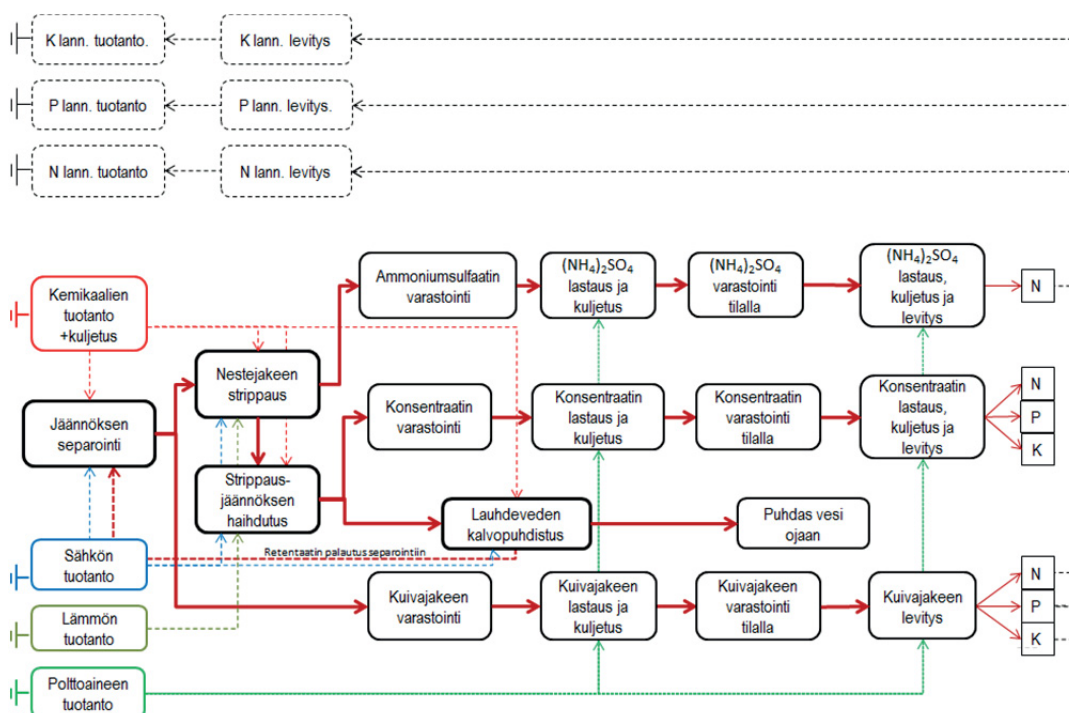 K lann. tuotanto.
K lann. levitys
P lann. tuotanto
P lann. levitys.
N lann. tuotanto
N lann. levitys
Kemikaalien
tuotanto
+kuljetus
Ammoniumsulfaatin
varastointi
(NH₄)₂SO₄
lastaus ja
kuljetus
(NH₄)₂SO₄
varastointi
tilalla
(NH₄)₂SO₄
lastaus,
kuljetus ja
levitys
N
Nestejakeen
strippaus
Jäännöksen
separointi
Konsentraatin
varastointi
Konsentraatin
lastaus ja
kuljetus
Konsentraatin
varastointi
tilalla
Konsentraatin
lastaus,
kuljetus ja
levitys
N
P
K
Strippaus-
jäännöksen
haihdutus
Lauhdeveden
kalvopuhdistus
Puhdas vesi
ojaan
Retentaatin palautus separointiin
Sähkön
tuotanto
Kuivajakeen
varastointi
Kuivajakeen
lastaus ja
kuljetus
Kuivajakeen
varastointi
tilalla
Kuivajakeen
levitys
N
P
K
Lämmön
tuotanto
Polttoaineen
tuotanto